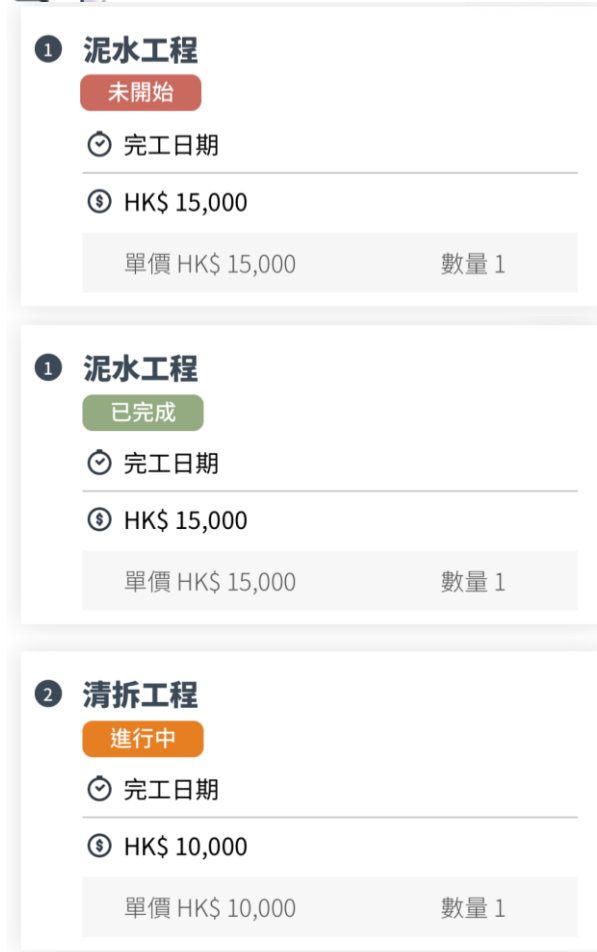 1 泥水工程
未開始
完工日期
HK$ 15,000
單價 HK$ 15,000 數量 1
1 泥水工程
已完成
完工日期
HK$ 15,000
單價 HK$ 15,000 數量 1
2 清拆工程
進行中
完工日期
HK$ 10,000
單價 HK$ 10,000 數量 1